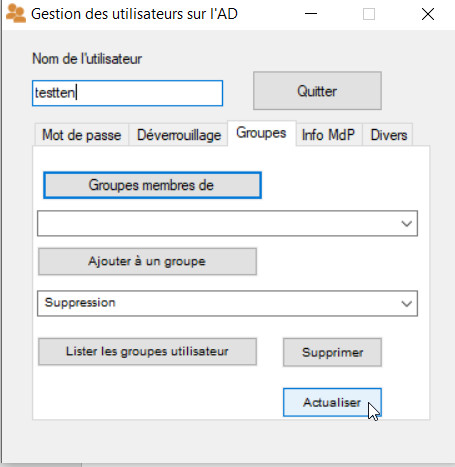 Gestion des utilisateurs sur l'AD
Nom de l'utilisateur
testten
Quitter
Mot de passe Déverrouillage Groupes Info MdP Divers
Groupes membres de
Ajouter à un groupe
Suppression
Lister les groupes utilisateur Supprimer
Actualiser